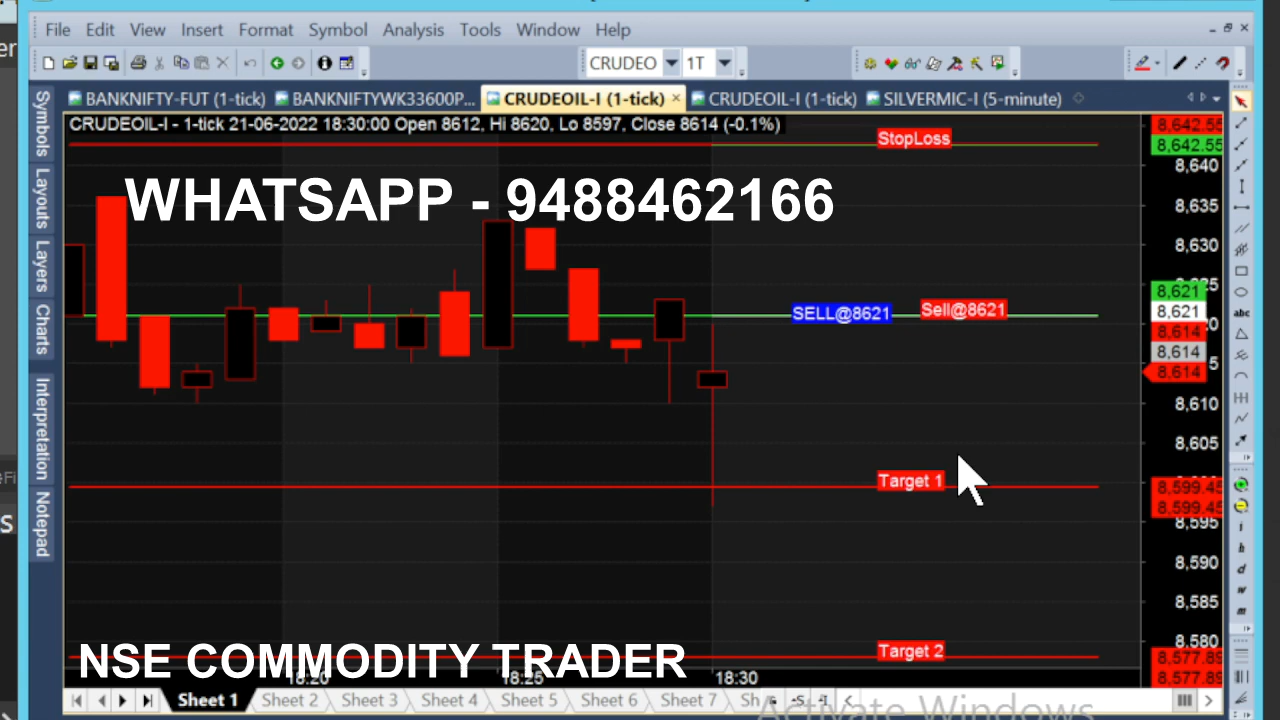 File Edit View Insert Format Symbol Analysis Tools Window Help
CRUDEO 1T
BANKNIFTY-FUT (1-tick) BANKNIFTYWK33600P... CRUDEOIL-I (1-tick) × CRUDEOIL-I (1-tick) SILVERMIC-I (5-minute)
CRUDEOIL-I - 1-tick 21-06-2022 18:30:00 Open 8612, Hi 8620, Lo 8597, Close 8614 (-0.1%)
Symbols
Layouts
Layers
Charts
Interpretation
Notepad
StopLoss
WHATSAPP - 9488462166
SELL@8621 Sell@8621
Target 1
Target 2
8,642.55
8,642.55
8,640
8,635
8,630
8,621
8,621
8,614
8,614
8,614
8,610
8,605
8,599.45
8,599.45
8,595
8,590
8,585
8,580
8,577.89
8,577.89
abc
NSE COMMODITY TRADER
18:20 18:25 18:30
Sheet 1 Sheet 2 Sheet 3 Sheet 4 Sheet 5 Sheet 6 Sheet 7 Sh
Activate Windows